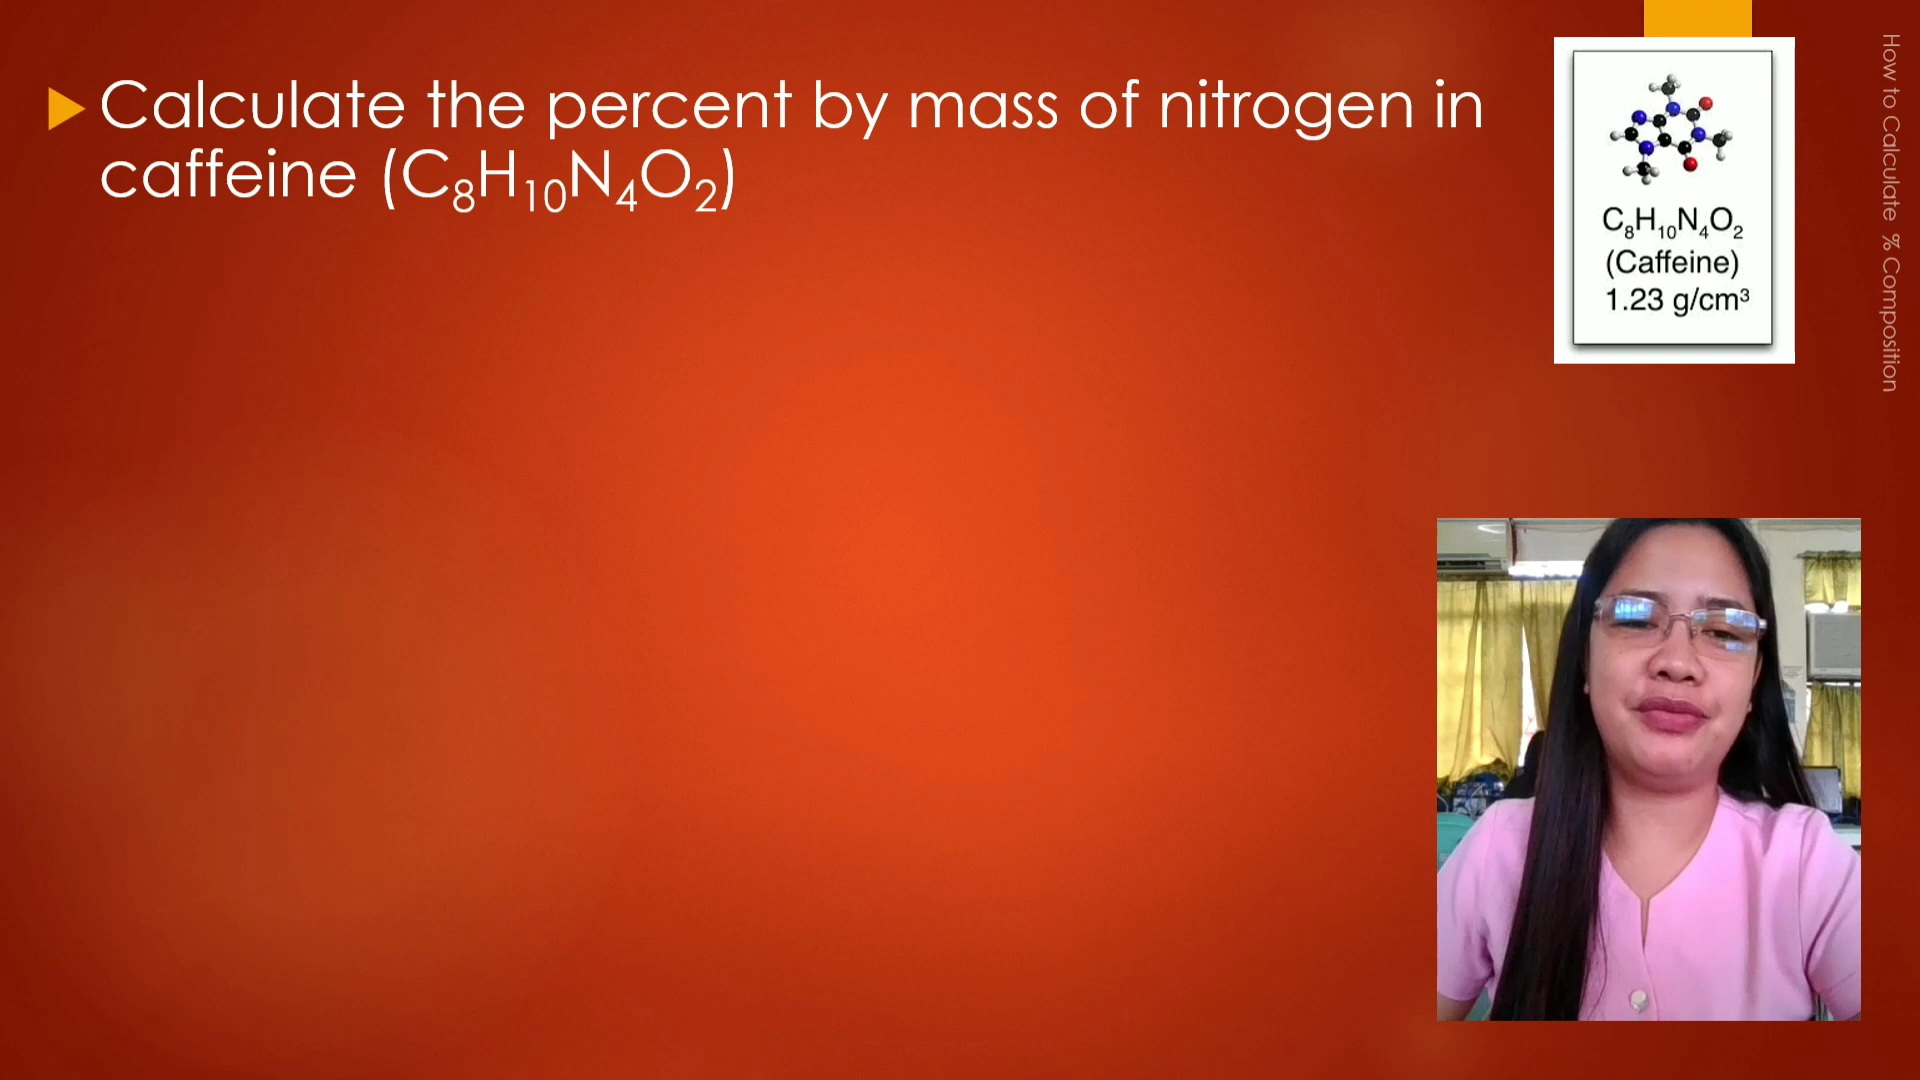 Calculate the percent by mass of nitrogen in
caffeine (C₈H₁₀N₄O₂)
C₈H₁₀N₄O₂
(Caffeine)
1.23 g/cm³
How to Calculate % Composition